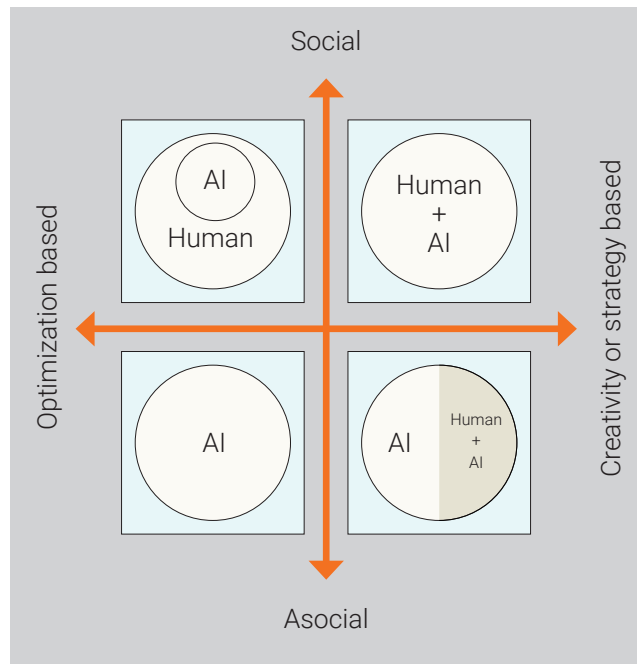 Social
Optimization based
AI
Human
Human
+
AI
Creativity or strategy based
AI
AI
Human
+
AI
Asocial